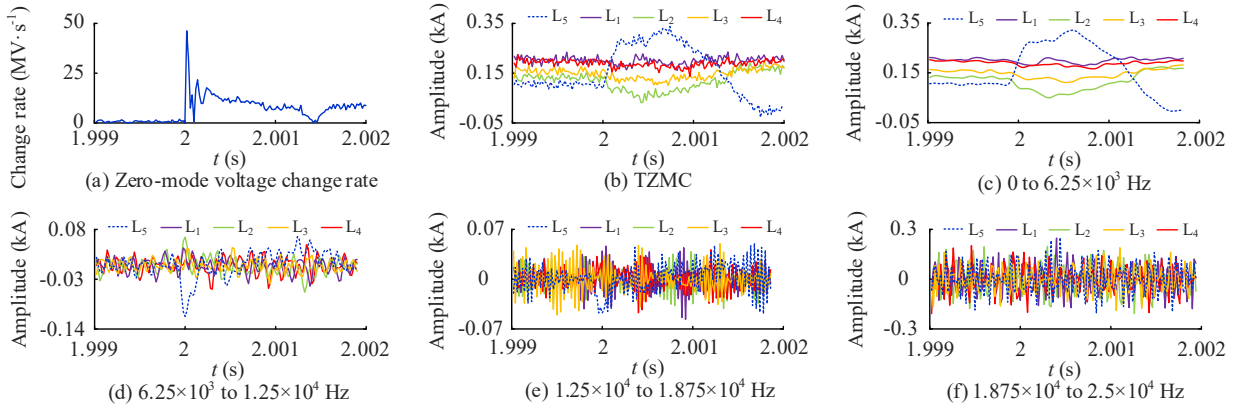 Change rate (MV·s⁻¹)
50
25
0
1.999 2 2.001 2.002
t (s)
(a) Zero-mode voltage change rate
Amplitude (kA)
0.35
0.15
-0.05
L₅ L₁ L₂ L₃ L₄
1.999 2 2.001 2.002
t (s)
(b) TZMC
Amplitude (kA)
0.35
0.15
-0.05
L₅ L₁ L₂ L₃ L₄
1.999 2 2.001 2.002
t (s)
(c) 0 to 6.25×10³ Hz
Amplitude (kA)
0.08
-0.03
-0.14
L₅ L₁ L₂ L₃ L₄
1.999 2 2.001 2.002
t (s)
(d) 6.25×10³ to 1.25×10⁴ Hz
Amplitude (kA)
0.07
0
-0.07
L₅ L₁ L₂ L₃ L₄
1.999 2 2.001 2.002
t (s)
(e) 1.25×10⁴ to 1.875×10⁴ Hz
Amplitude (kA)
0.3
0
-0.3
L₅ L₁ L₂ L₃ L₄
1.999 2 2.001 2.002
t (s)
(f) 1.875×10⁴ to 2.5×10⁴ Hz